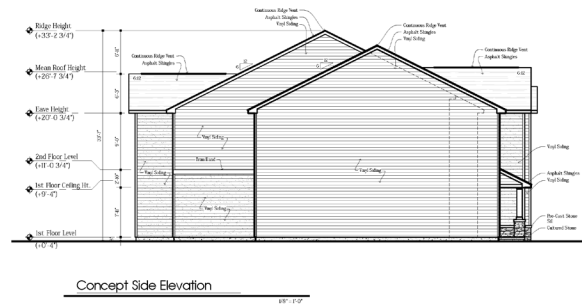 Ridge Height
(+33'-2 3/4")
Mean Roof Height
(+26'-7 3/4")
Eave Height
(+20'-0 3/4")
2nd Floor Level
(+11'-0 3/4")
1st. Floor Ceiling Ht.
(+9'-4")
1st. Floor Level
(+0'-4")
Continuous Ridge Vent
Asphalt Shingles
Vinyl Siding
Continuous Ridge Vent
Asphalt Shingles
Vinyl Siding
Continuous Ridge Vent
Asphalt Shingles
Continuous Ridge Vent
Asphalt Shingles
Vinyl Siding
Vinyl Siding
Vinyl Siding
Vinyl Siding
Vinyl Siding
Vinyl Siding
Asphalt Shingles
Vinyl Siding
Pre-Cast Stone
Sill
Cultured Stone
Concept Side Elevation